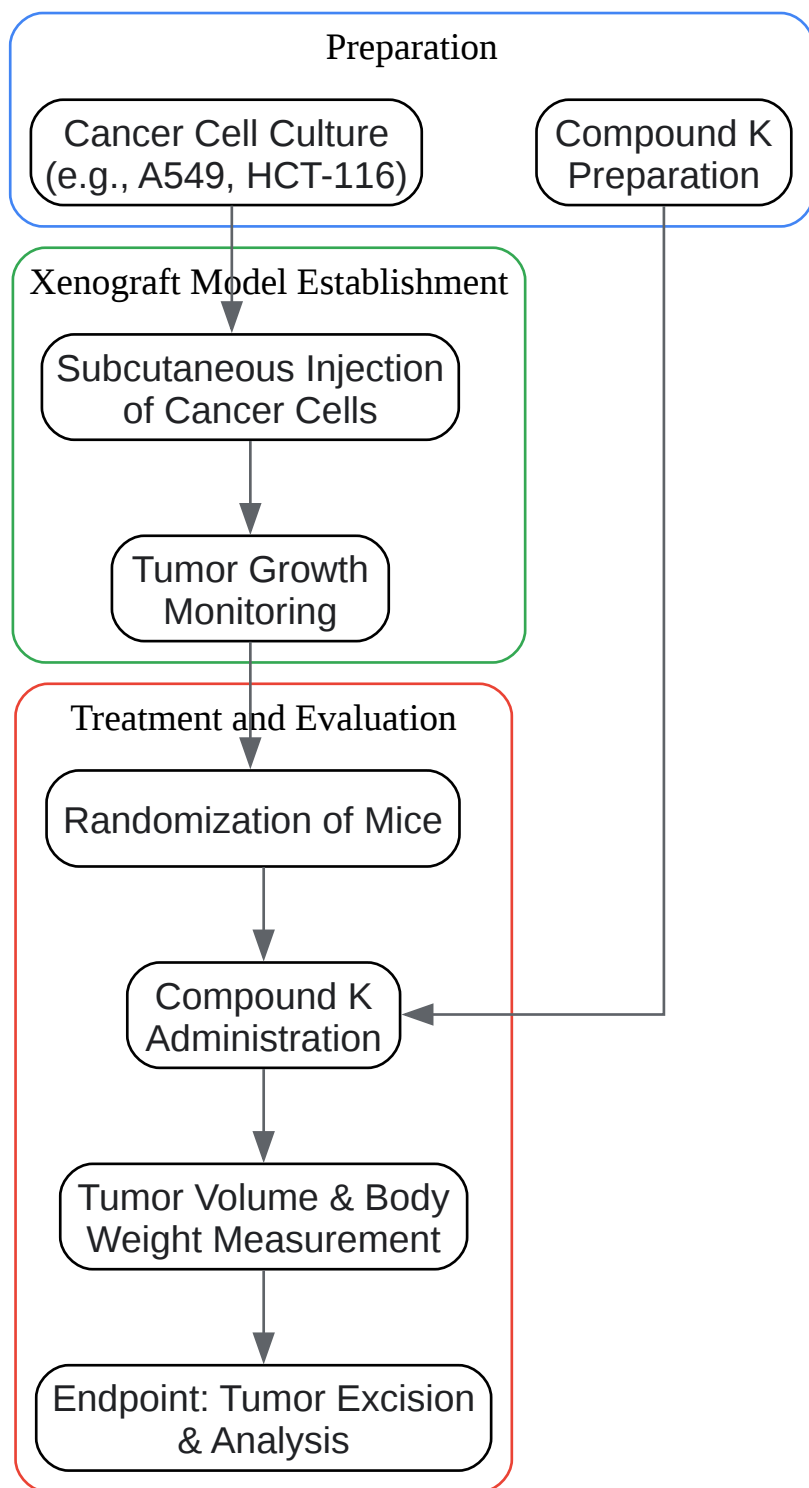 Preparation
Cancer Cell Culture
(e.g., A549, HCT-116)
Compound K
Preparation
Xenograft Model Establishment
Subcutaneous Injection
of Cancer Cells
Tumor Growth
Monitoring
Treatment and Evaluation
Randomization of Mice
Compound K
Administration
Tumor Volume & Body
Weight Measurement
Endpoint: Tumor Excision
& Analysis